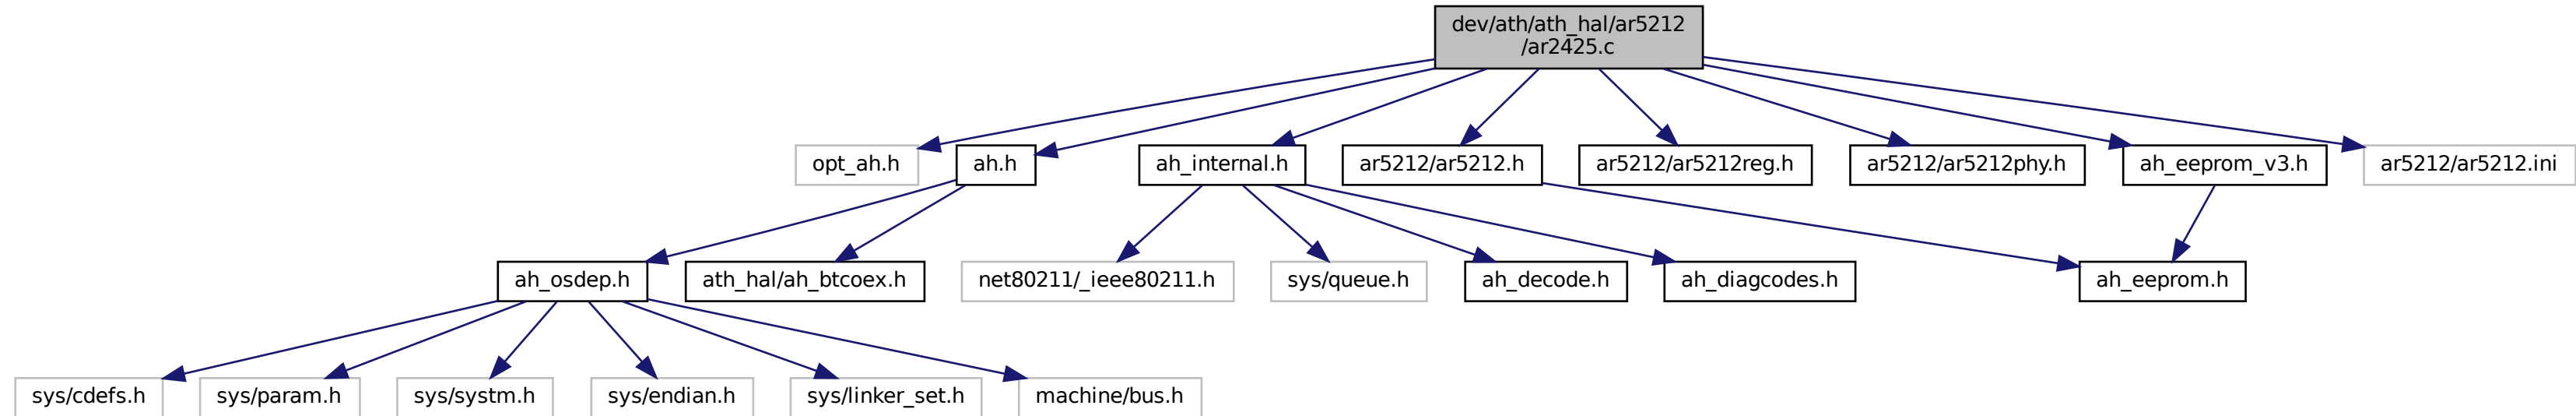 dev/ath/ath_hal/ar5212
/ar2425.c
opt_ah.h
ah.h
ah_internal.h
ar5212/ar5212.h
ar5212/ar5212reg.h
ar5212/ar5212phy.h
ah_eeprom_v3.h
ar5212/ar5212.ini
ah_osdep.h
ath_hal/ah_btcoex.h
net80211/_ieee80211.h
sys/queue.h
ah_decode.h
ah_diagcodes.h
ah_eeprom.h
sys/cdefs.h
sys/param.h
sys/systm.h
sys/endian.h
sys/linker_set.h
machine/bus.h